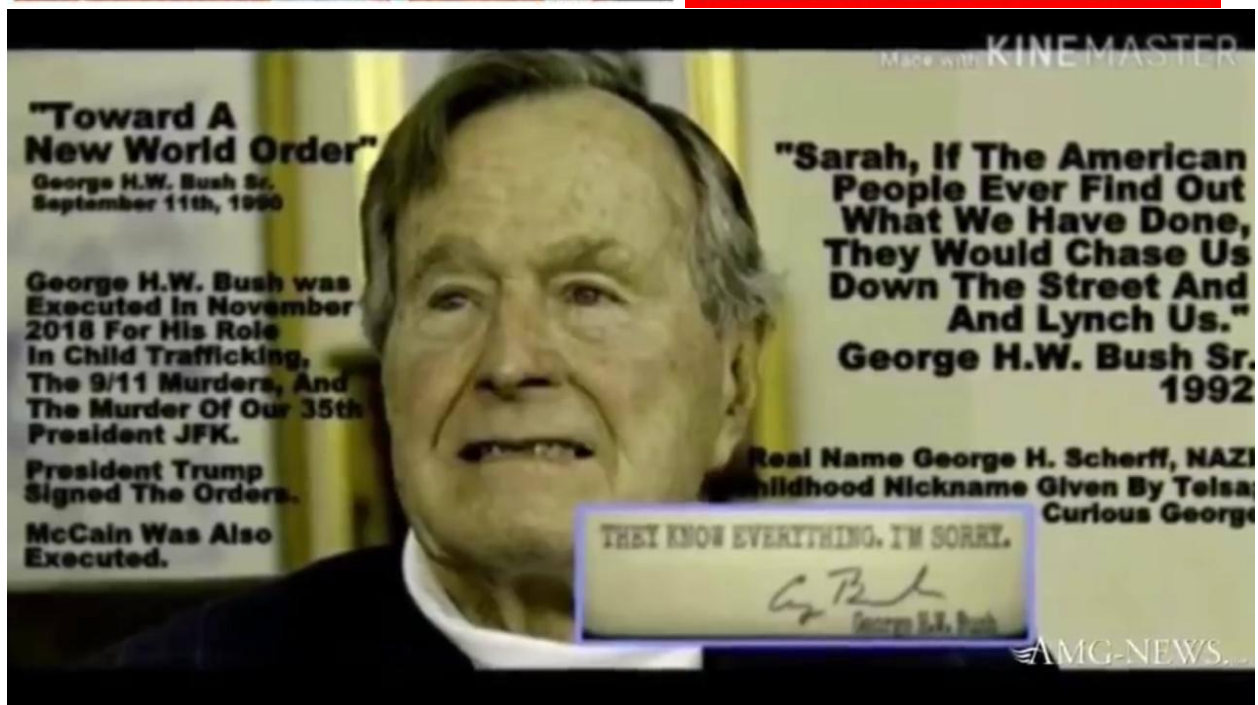 Made with KINEMASTER
"Toward A
New World Order"
George H.W. Bush Sr.
September 11th, 1990
George H.W. Bush was
Executed In November
2018 For His Role
In Child Trafficking,
The 9/11 Murders, And
The Murder Of Our 35th
President JFK.
President Trump
Signed The Orders.
McCain Was Also
Executed.
"Sarah, If The American
People Ever Find Out
What We Have Done,
They Would Chase Us
Down The Street And
And Lynch Us."
George H.W. Bush Sr.
1992
Real Name George H. Scherff, NAZI
hildhood Nickname Given By Telsa:
Curious George
THEY KNOW EVERYTHING. I'M SORRY.
George H.W. Bush
AMG-NEWS.